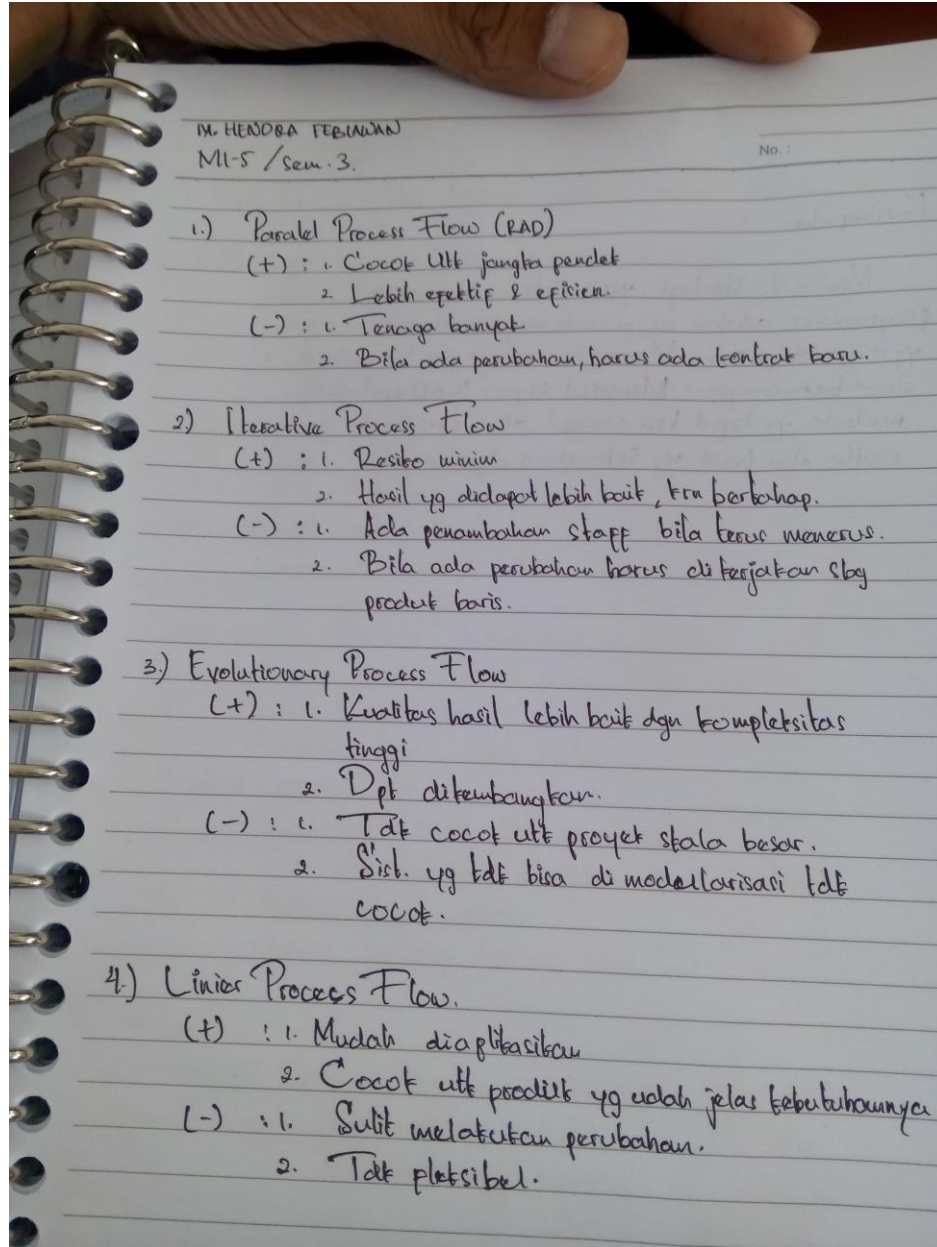 M. HENDRA FEBIAWAN
MI-5 / Sem. 3.
No. :
1.) Paralel Process Flow (RAD)
(+) : 1. Cocok Utk jangka pendek
2. Lebih efektif & efisien
(-) : 1. Tenaga banyak
2. Bila ada perubahan, harus ada kontrak baru.
2) Iterative Process Flow
(+) : 1. Resiko minim
2. Hasil yg didapat lebih baik, krn bertahap.
(-) : 1. Ada penambahan staff bila terus menerus.
2. Bila ada perubahan harus dikerjakan sbg
produk baris.
3.) Evolutionary Process Flow
(+) : 1. Kualitas hasil lebih baik dgn kompleksitas
tinggi
2. Dpt dikembangkan.
(-) : 1. Tdk cocok utk proyek skala besar.
2. Sist. yg tdk bisa di modellarisasi tdk
cocok.
4.) Linier Process Flow.
(+) : 1. Mudah diaplikasikan
2. Cocok utk produk yg udah jelas kebutuhannya
(-) : 1. Sulit melakukan perubahan.
2. Tdk pleksibel.